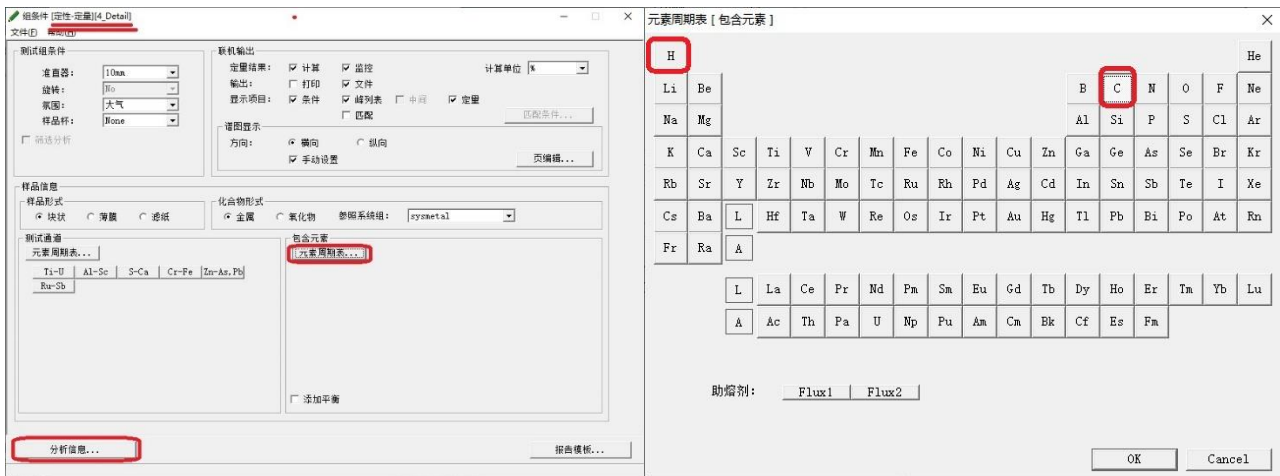 组条件 [定性-定量][4_Detail]
文件(F) 帮助(H)
测试组条件
准直器: 10mm
旋转: No
氛围: 大气
样品杯: None
筛选分析
联机输出
定量结果: 计算 监控 计算单位 %
输出: 打印 文件
显示项目: 条件 峰列表 中间 定量
匹配 匹配条件...
谱图显示
方向: 横向 纵向
手动设置 页编辑...
样品信息
样品形式
块状 薄膜 滤纸
化合物形式
金属 氧化物 参照系统组: sysmetal
测试通道
元素周期表...
Ti-U Al-Sc S-Ca Cr-Fe Zn-As,Pb
Ru-Sb
包含元素
元素周期表...
添加平衡
分析信息... 报告模板...
元素周期表 [ 包含元素 ]
H He
Li Be B C N O F Ne
Na Mg Al Si P S Cl Ar
K Ca Sc Ti V Cr Mn Fe Co Ni Cu Zn Ga Ge As Se Br Kr
Rb Sr Y Zr Nb Mo Tc Ru Rh Pd Ag Cd In Sn Sb Te I Xe
Cs Ba L Hf Ta W Re Os Ir Pt Au Hg Tl Pb Bi Po At Rn
Fr Ra A
L La Ce Pr Nd Pm Sm Eu Gd Tb Dy Ho Er Tm Yb Lu
A Ac Th Pa U Np Pu Am Cm Bk Cf Es Fm
助熔剂: Flux1 Flux2
OK Cancel